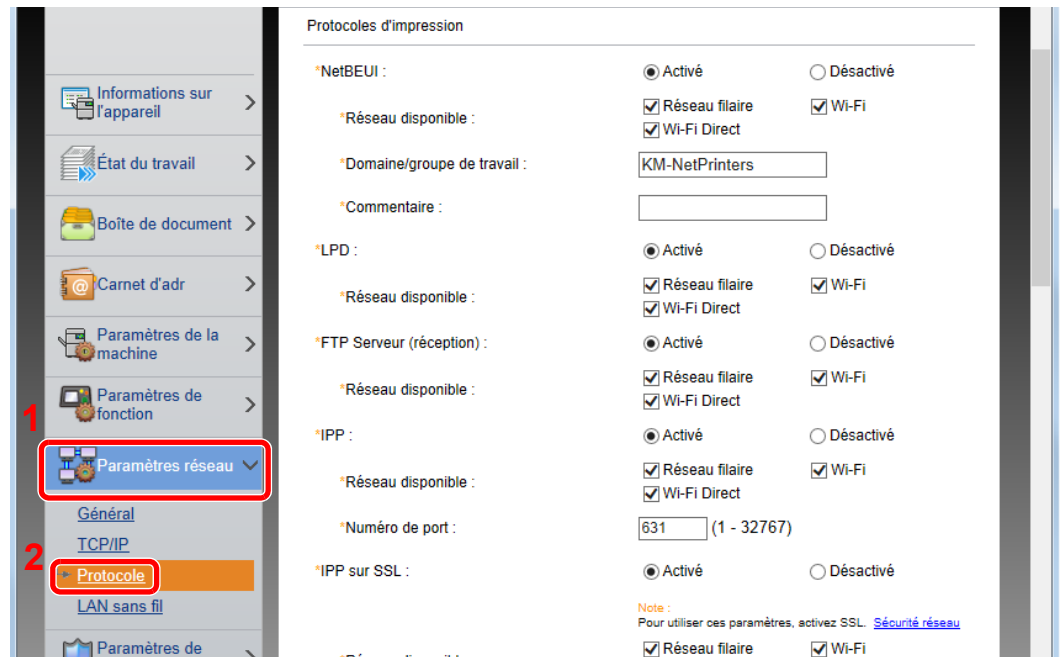 Protocoles d'impression
*NetBEUI : Activé Désactivé
*Réseau disponible : Réseau filaire Wi-Fi
Wi-Fi Direct
*Domaine/groupe de travail : KM-NetPrinters
*Commentaire :
*LPD : Activé Désactivé
*Réseau disponible : Réseau filaire Wi-Fi
Wi-Fi Direct
*FTP Serveur (réception) : Activé Désactivé
*Réseau disponible : Réseau filaire Wi-Fi
Wi-Fi Direct
*IPP : Activé Désactivé
*Réseau disponible : Réseau filaire Wi-Fi
Wi-Fi Direct
*Numéro de port : 631 (1 - 32767)
*IPP sur SSL : Activé Désactivé
Note :
Pour utiliser ces paramètres, activez SSL. Sécurité réseau
Réseau filaire Wi-Fi
Informations sur
l'appareil
État du travail
Boîte de document
Carnet d'adr
Paramètres de la
machine
Paramètres de
fonction
1
Paramètres réseau
Général
TCP/IP
2
Protocole
LAN sans fil
Paramètres de